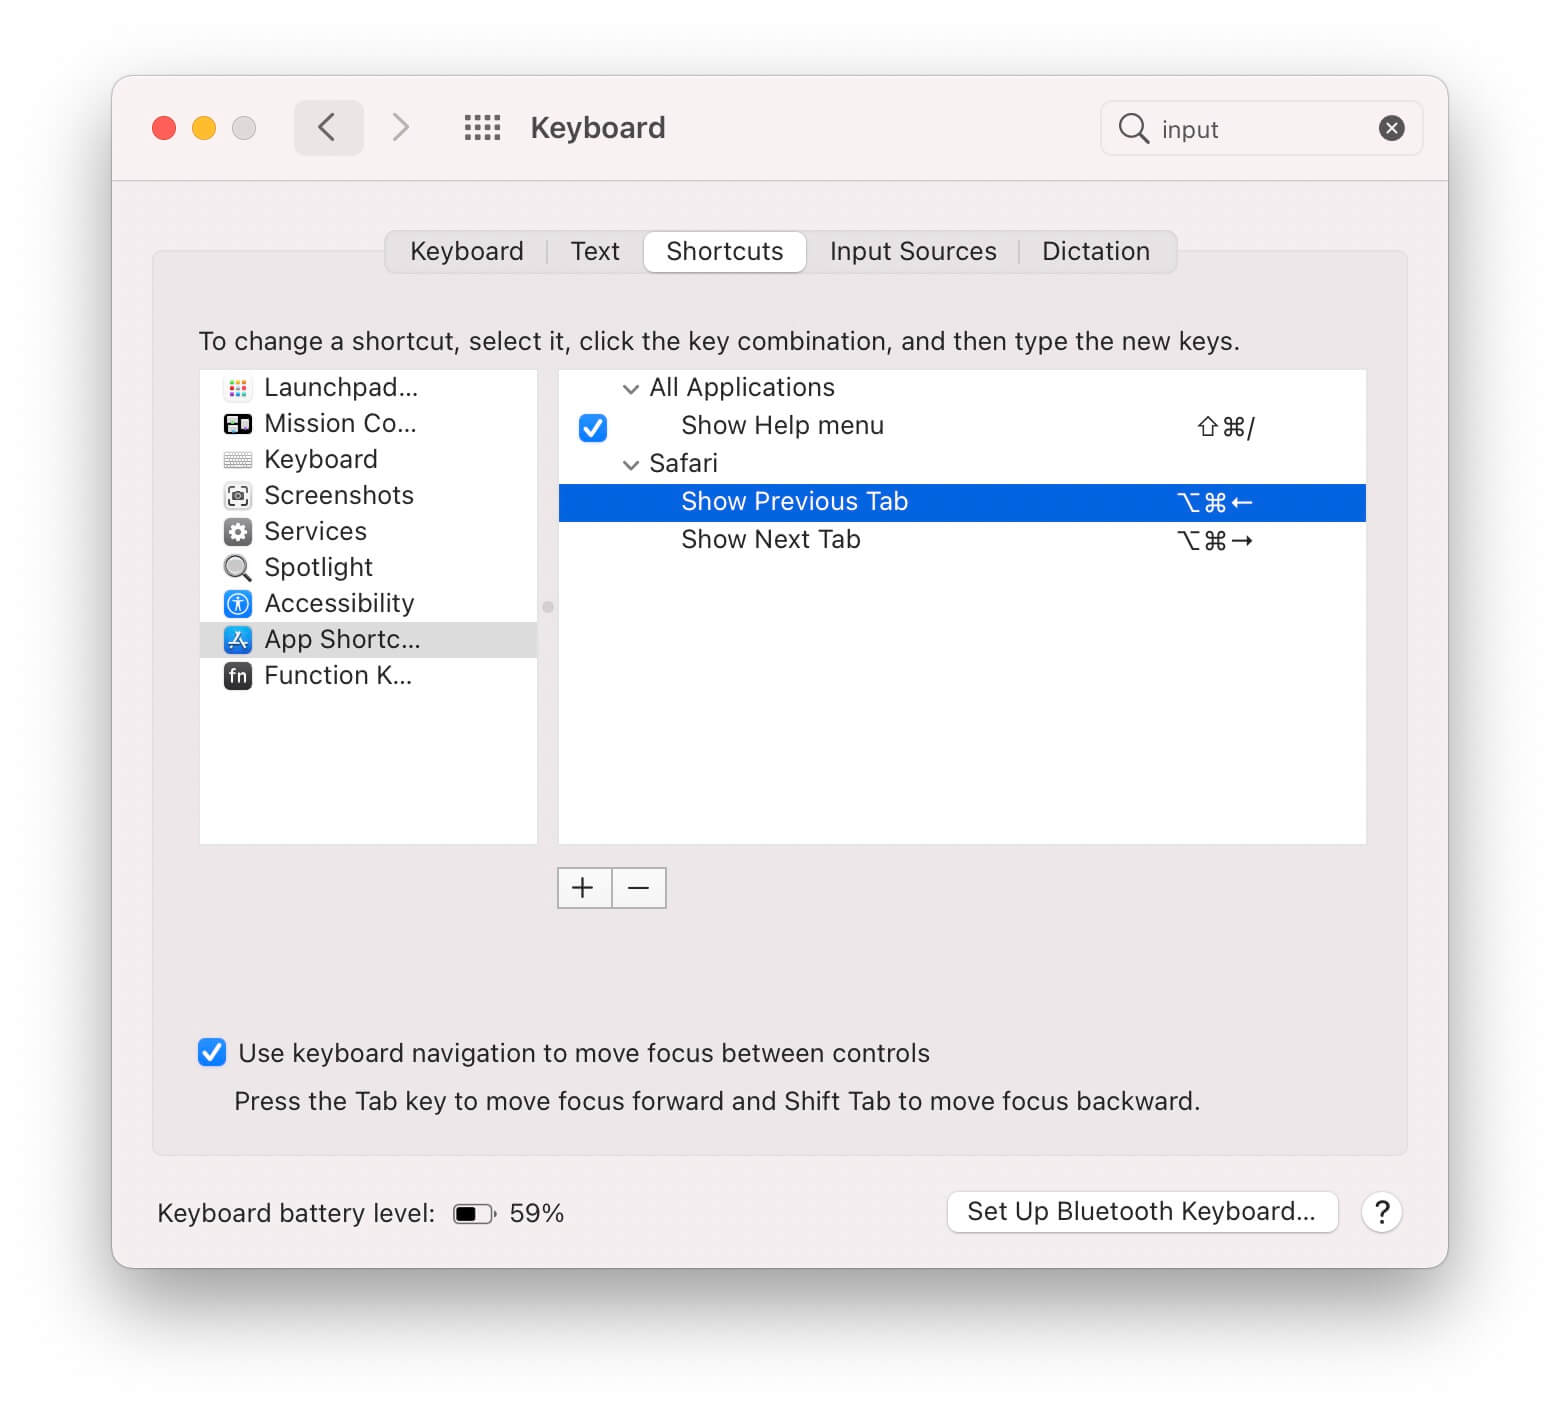 Keyboard
input
Keyboard Text Shortcuts Input Sources Dictation
To change a shortcut, select it, click the key combination, and then type the new keys.
Launchpad...
Mission Co...
Keyboard
Screenshots
Services
Spotlight
Accessibility
App Shortc...
fn Function K...
All Applications
Show Help menu ⇧⌘/
Safari
Show Previous Tab ⌥⌘←
Show Next Tab ⌥⌘→
+ −
Use keyboard navigation to move focus between controls
Press the Tab key to move focus forward and Shift Tab to move focus backward.
Keyboard battery level: 59%
Set Up Bluetooth Keyboard... ?